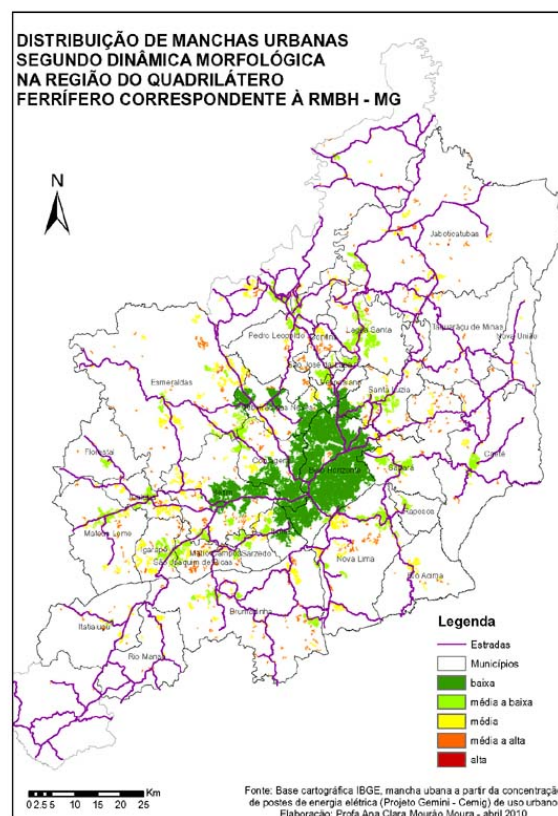 DISTRIBUIÇÃO DE MANCHAS URBANAS
SEGUNDO DINÂMICA MORFOLÓGICA
NA REGIÃO DO QUADRILÁTERO
FERRÍFERO CORRESPONDENTE À RMBH - MG
N
Jaboticatubas
Pedro Leopoldo
Lagoa Santa
Taquaraçu de Minas
Nova União
Esmeraldas
Santa Luzia
Florestal
Caeté
Sabará
Belo Horizonte
Raposos
Mateus Leme
Igarapé
São Joaquim de Bicas
Sarzedo
Nova Lima
Rio Acima
Brumadinho
Itatiaiuçu
Rio Manso
Legenda
Estradas
Municípios
baixa
média a baixa
média
média a alta
alta
Km
0 2.5 5 10 15 20 25
Fonte: Base cartográfica IBGE, mancha ubana a partir da concentração
de postes de energia elétrica (Projeto Gemini - Cemig) de uso urbano.
Elaboração: Profa Ana Clara Mourão Moura - abril 2010